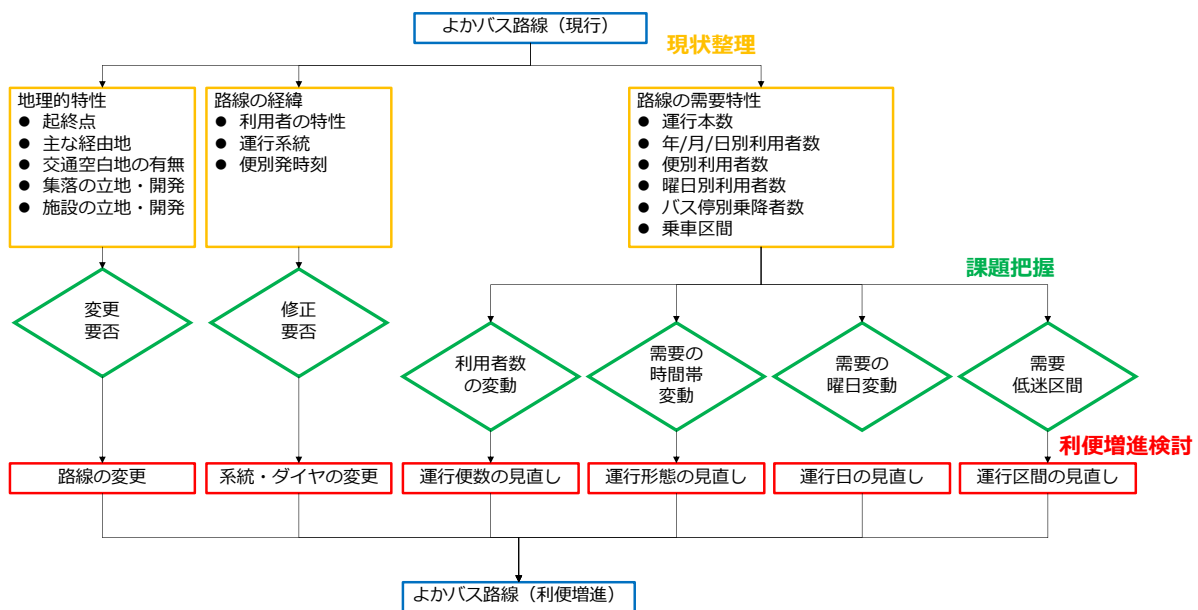 よかバス路線（現行）
現状整理
地理的特性
● 起終点
● 主な経由地
● 交通空白地の有無
● 集落の立地・開発
● 施設の立地・開発
路線の経緯
● 利用者の特性
● 運行系統
● 便別発時刻
路線の需要特性
● 運行本数
● 年/月/日別利用者数
● 便別利用者数
● 曜日別利用者数
● バス停別乗降者数
● 乗車区間
課題把握
変更
要否
修正
要否
利用者数
の変動
需要の
時間帯
変動
需要の
曜日変動
需要
低迷区間
利便増進検討
路線の変更
系統・ダイヤの変更
運行便数の見直し
運行形態の見直し
運行日の見直し
運行区間の見直し
よかバス路線（利便増進）